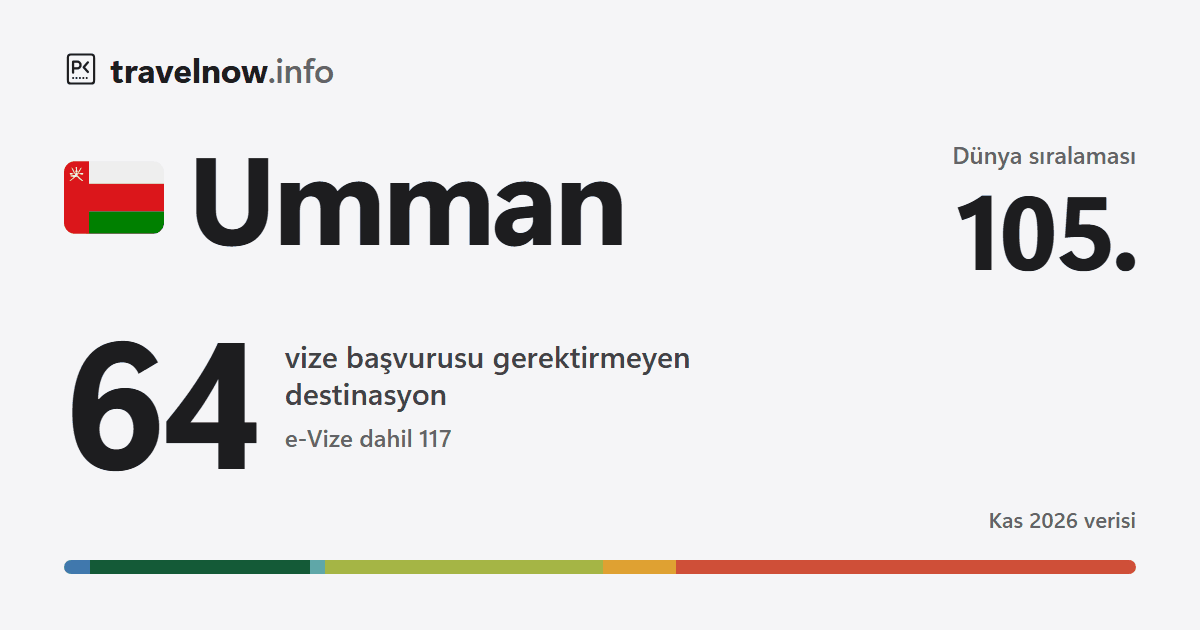 travelnow.info
Umman
Dünya sıralaması
105.
64
vize başvurusu gerektirmeyen
destinasyon
e-Vize dahil 117
Kas 2026 verisi